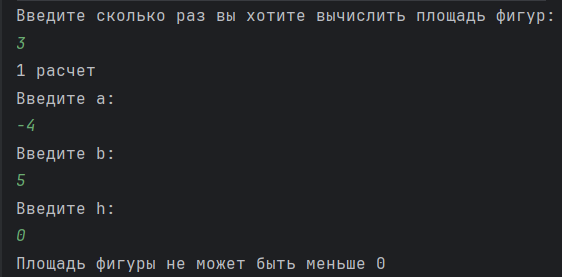 Введите сколько раз вы хотите вычислить площадь фигур:
3
1 расчет
Введите a:
-4
Введите b:
5
Введите h:
0
Площадь фигуры не может быть меньше 0